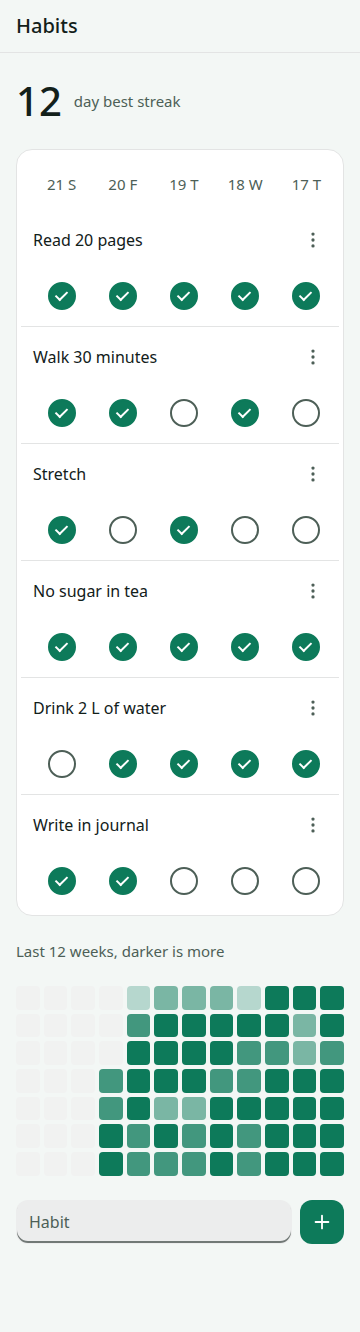 Habits
12 day best streak
21 S 20 F 19 T 18 W 17 T
Read 20 pages
Walk 30 minutes
Stretch
No sugar in tea
Drink 2 L of water
Write in journal
Last 12 weeks, darker is more
Habit